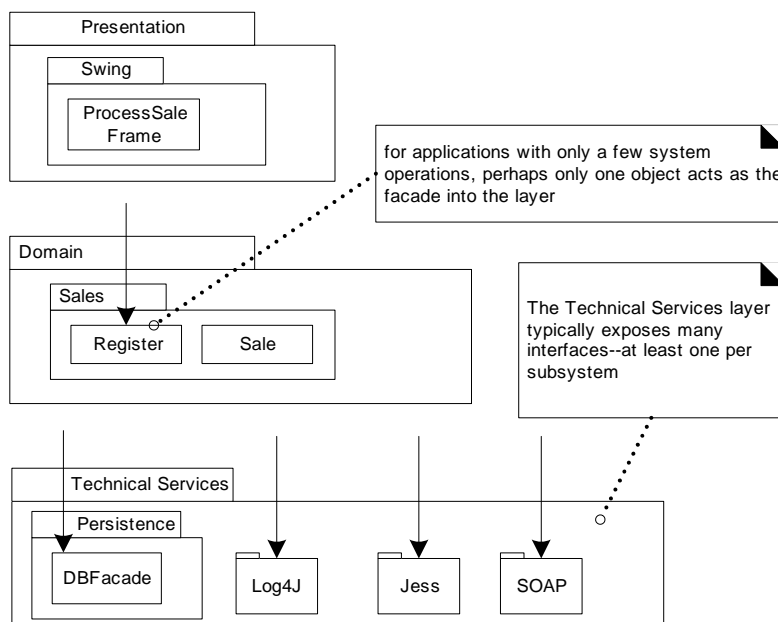 Presentation
Swing
ProcessSale
Frame
for applications with only a few system
operations, perhaps only one object acts as the
facade into the layer
Domain
Sales
Register
Sale
The Technical Services layer
typically exposes many
interfaces--at least one per
subsystem
Technical Services
Persistence
DBFacade
Log4J
Jess
SOAP